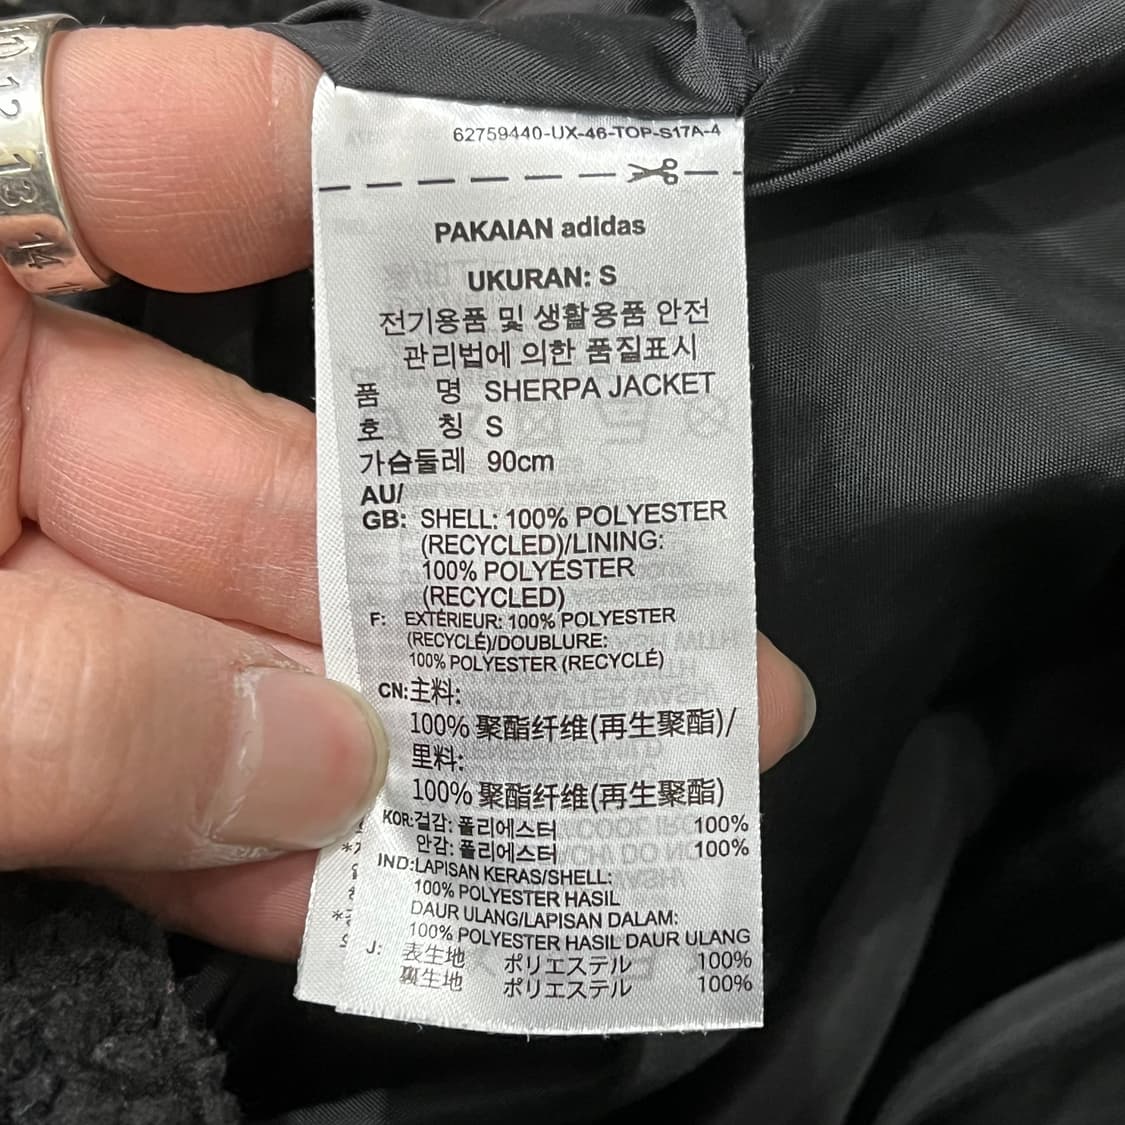 10
12
13
14
62759440-UX-46-TOP-S17A-4
PAKAIAN adidas
UKURAN: S
전기용품 및 생활용품 안전
관리법에 의한 품질표시
품 명 SHERPA JACKET
호 칭 S
가슴둘레 90cm
AU/
GB: SHELL: 100% POLYESTER
(RECYCLED)/LINING:
100% POLYESTER
(RECYCLED)
F: EXTÉRIEUR: 100% POLYESTER
(RECYCLÉ)/DOUBLURE:
100% POLYESTER (RECYCLÉ)
CN:主料:
100% 聚酯纤维(再生聚酯)/
里料:
100% 聚酯纤维(再生聚酯)
KOR:겉감: 폴리에스터 100%
안감: 폴리에스터 100%
IND:LAPISAN KERAS/SHELL:
100% POLYESTER HASIL
DAUR ULANG/LAPISAN DALAM:
100% POLYESTER HASIL DAUR ULANG
J: 表生地 ポリエステル 100%
裏生地 ポリエステル 100%